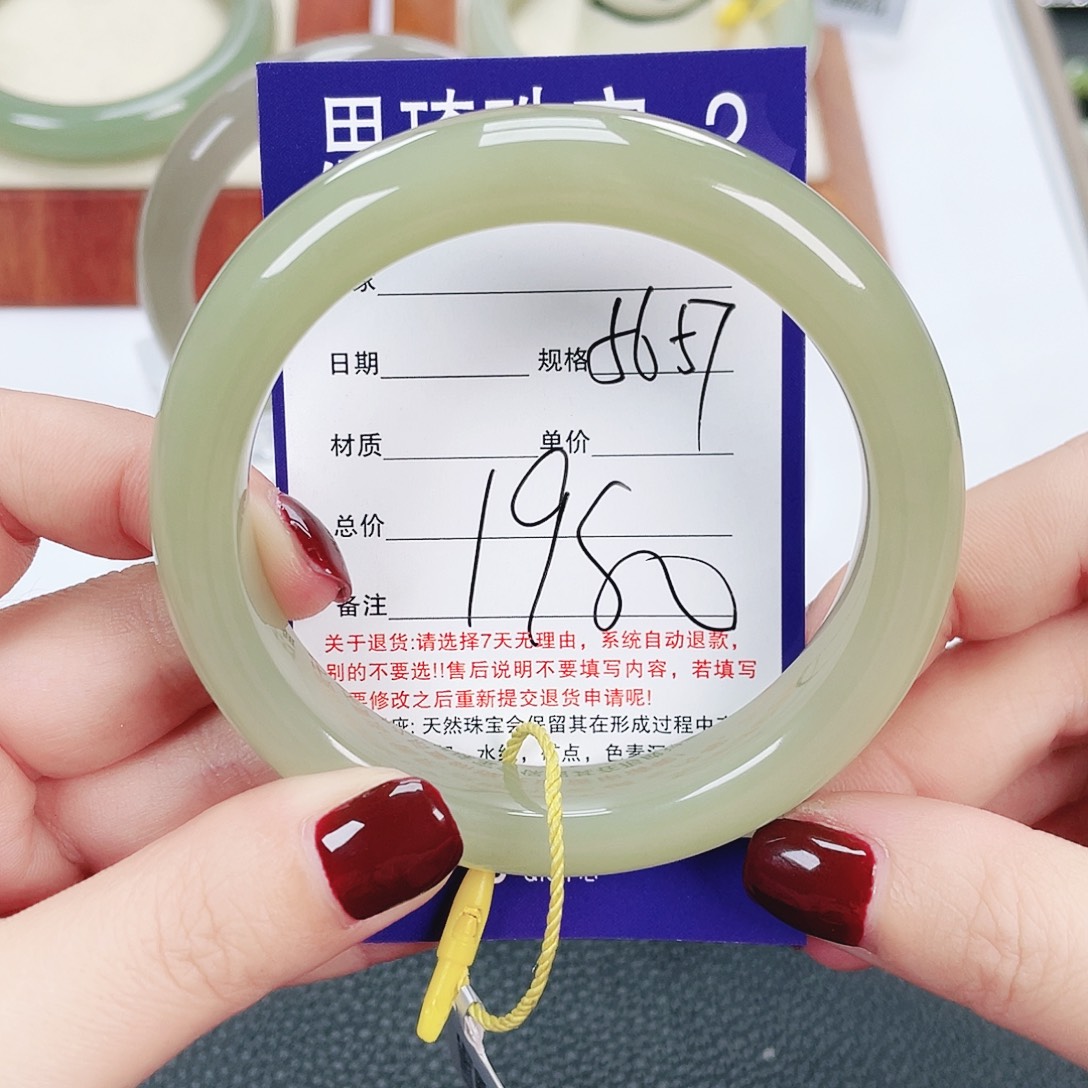 2
家
日期 规格 5657
材质 单价
总价
备注 1980
关于退货:请选择7天无理由，系统自动退款，
别的不要选!!售后说明不要填写内容，若填写
要修改之后重新提交退货申请呢!
天然珠宝会保留其在形成过程中
点，色素